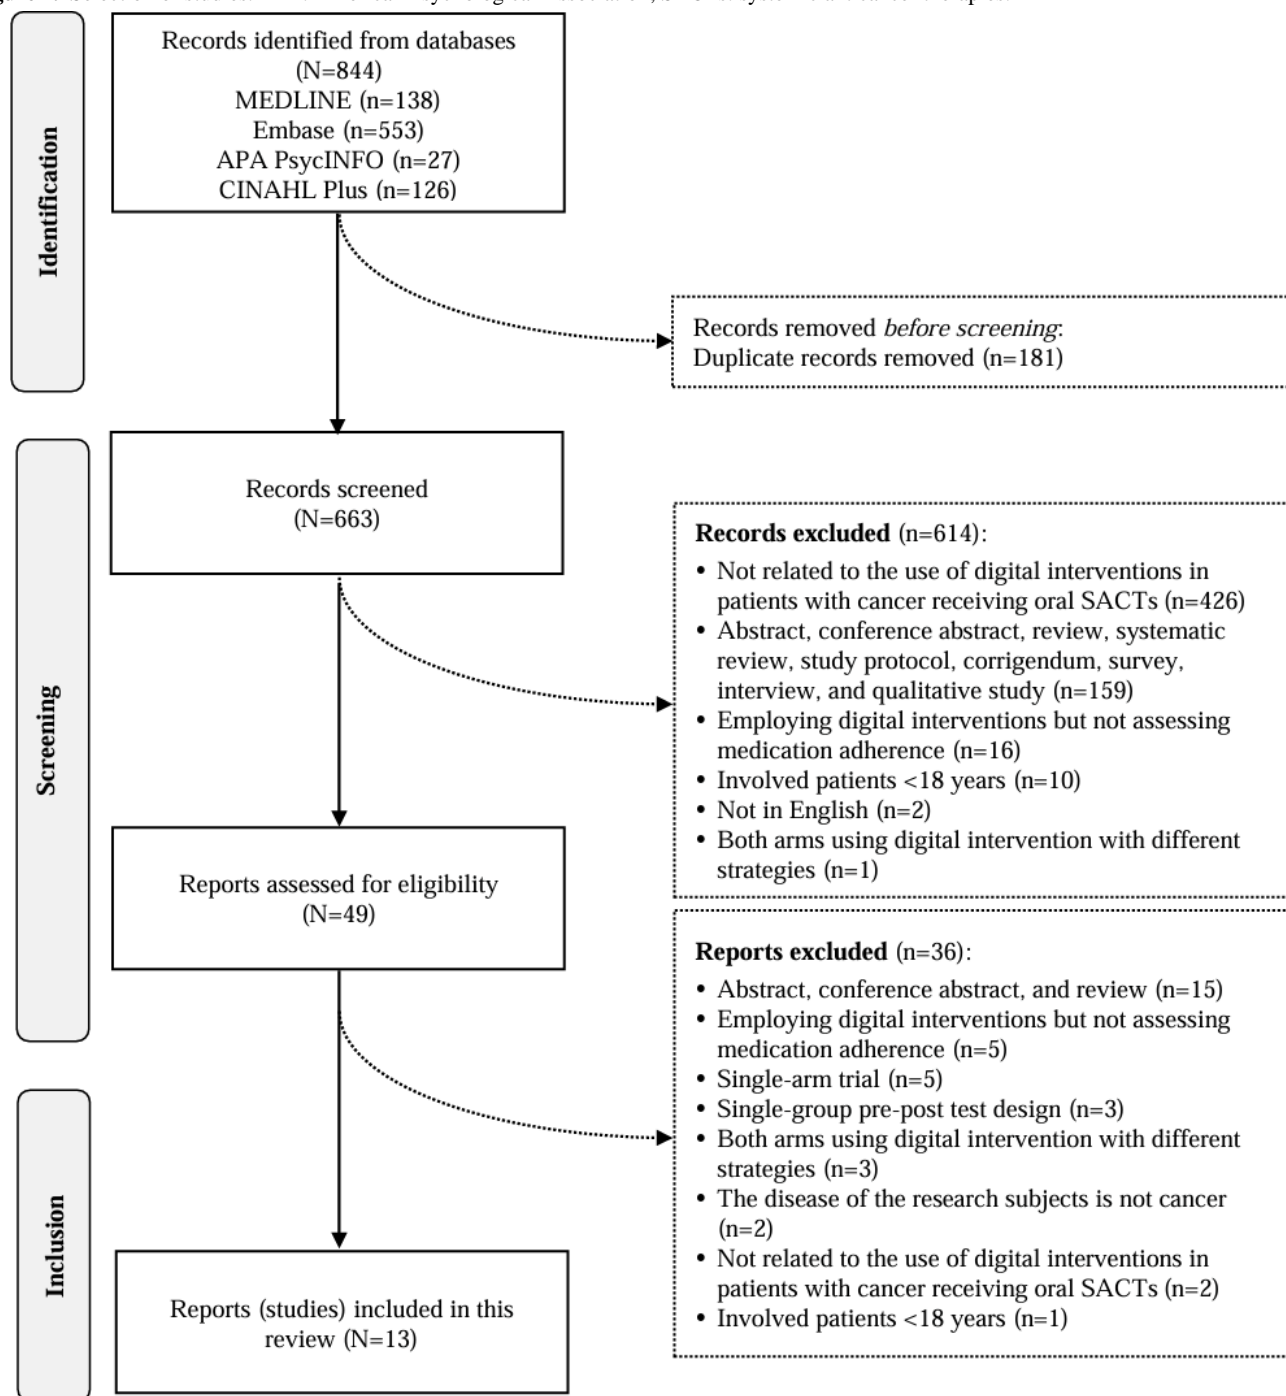 Records identified from databases
(N=844)
MEDLINE (n=138)
Embase (n=553)
APA PsycINFO (n=27)
CINAHL Plus (n=126)
Identification
Records removed before screening:
Duplicate records removed (n=181)
Records screened
(N=663)
Screening
Records excluded (n=614):
• Not related to the use of digital interventions in
patients with cancer receiving oral SACTs (n=426)
• Abstract, conference abstract, review, systematic
review, study protocol, corrigendum, survey,
interview, and qualitative study (n=159)
• Employing digital interventions but not assessing
medication adherence (n=16)
• Involved patients <18 years (n=10)
• Not in English (n=2)
• Both arms using digital intervention with different
strategies (n=1)
Reports assessed for eligibility
(N=49)
Reports excluded (n=36):
• Abstract, conference abstract, and review (n=15)
• Employing digital interventions but not assessing
medication adherence (n=5)
• Single-arm trial (n=5)
• Single-group pre-post test design (n=3)
• Both arms using digital intervention with different
strategies (n=3)
• The disease of the research subjects is not cancer
(n=2)
• Not related to the use of digital interventions in
patients with cancer receiving oral SACTs (n=2)
• Involved patients <18 years (n=1)
Inclusion
Reports (studies) included in this
review (N=13)